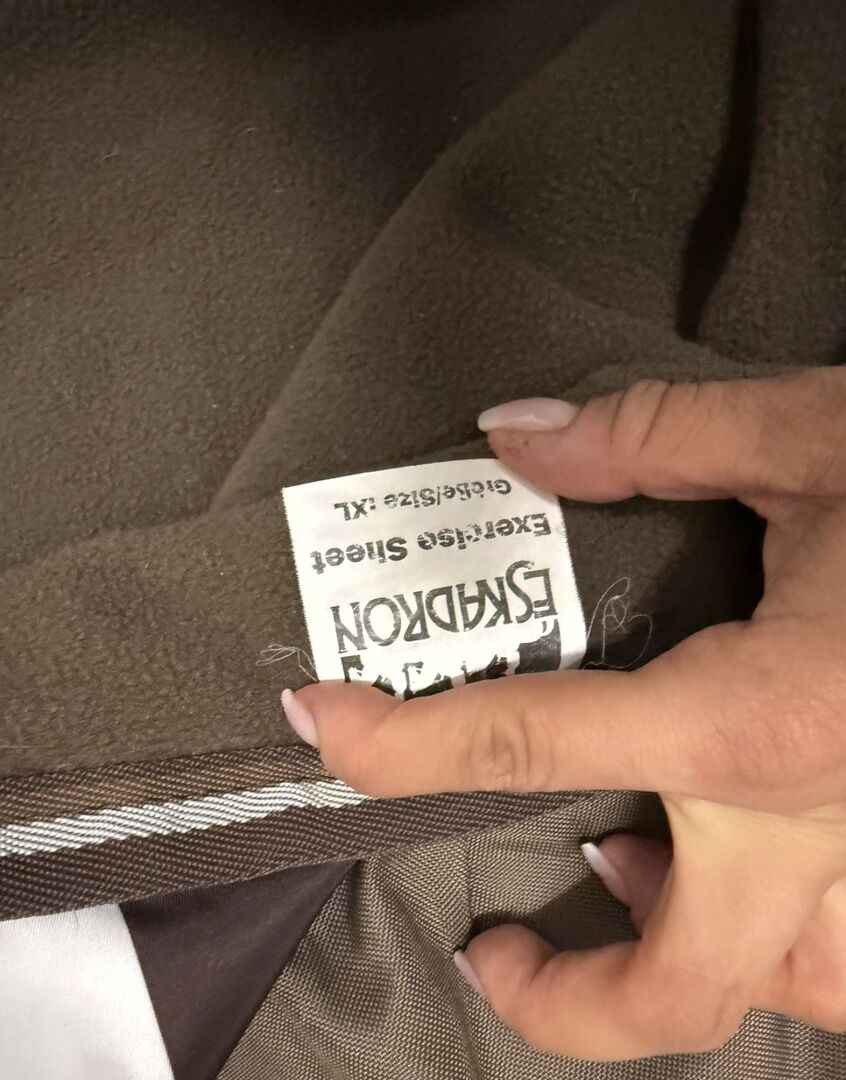 ESKADRON
Exercise Sheet
Größe/Size :XL